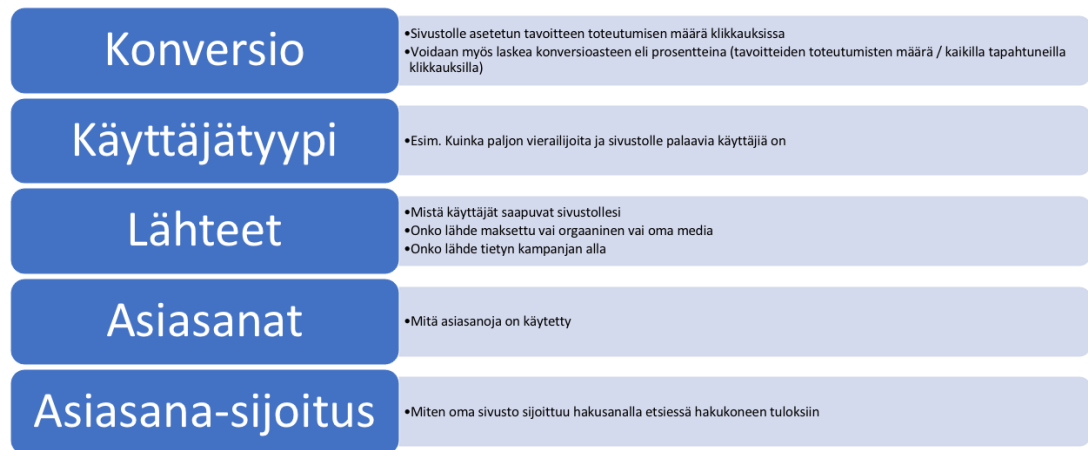 Konversio
•Sivustolle asetetun tavoitteen toteutumisen määrä klikkauksissa
•Voidaan myös laskea konversioasteen eli prosentteina (tavoitteiden toteutumisten määrä / kaikilla tapahtuneilla
klikkauksilla)
Käyttäjätyypi
•Esim. Kuinka paljon vierailijoita ja sivustolle palaavia käyttäjiä on
Lähteet
•Mistä käyttäjät saapuvat sivustollesi
•Onko lähde maksettu vai orgaaninen vai oma media
•Onko lähde tietyn kampanjan alla
Asiasanat
•Mitä asiasanoja on käytetty
Asiasana-sijoitus
•Miten oma sivusto sijoittuu hakusanalla etsiessä hakukoneen tuloksiin